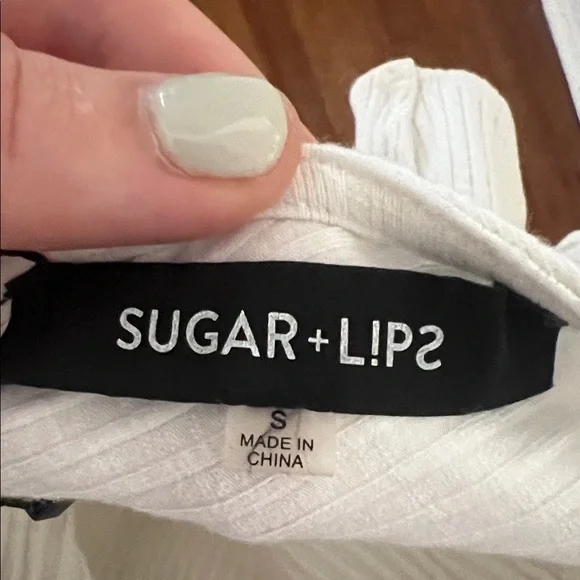 SUGAR + L!PS
S
MADE IN
CHINA